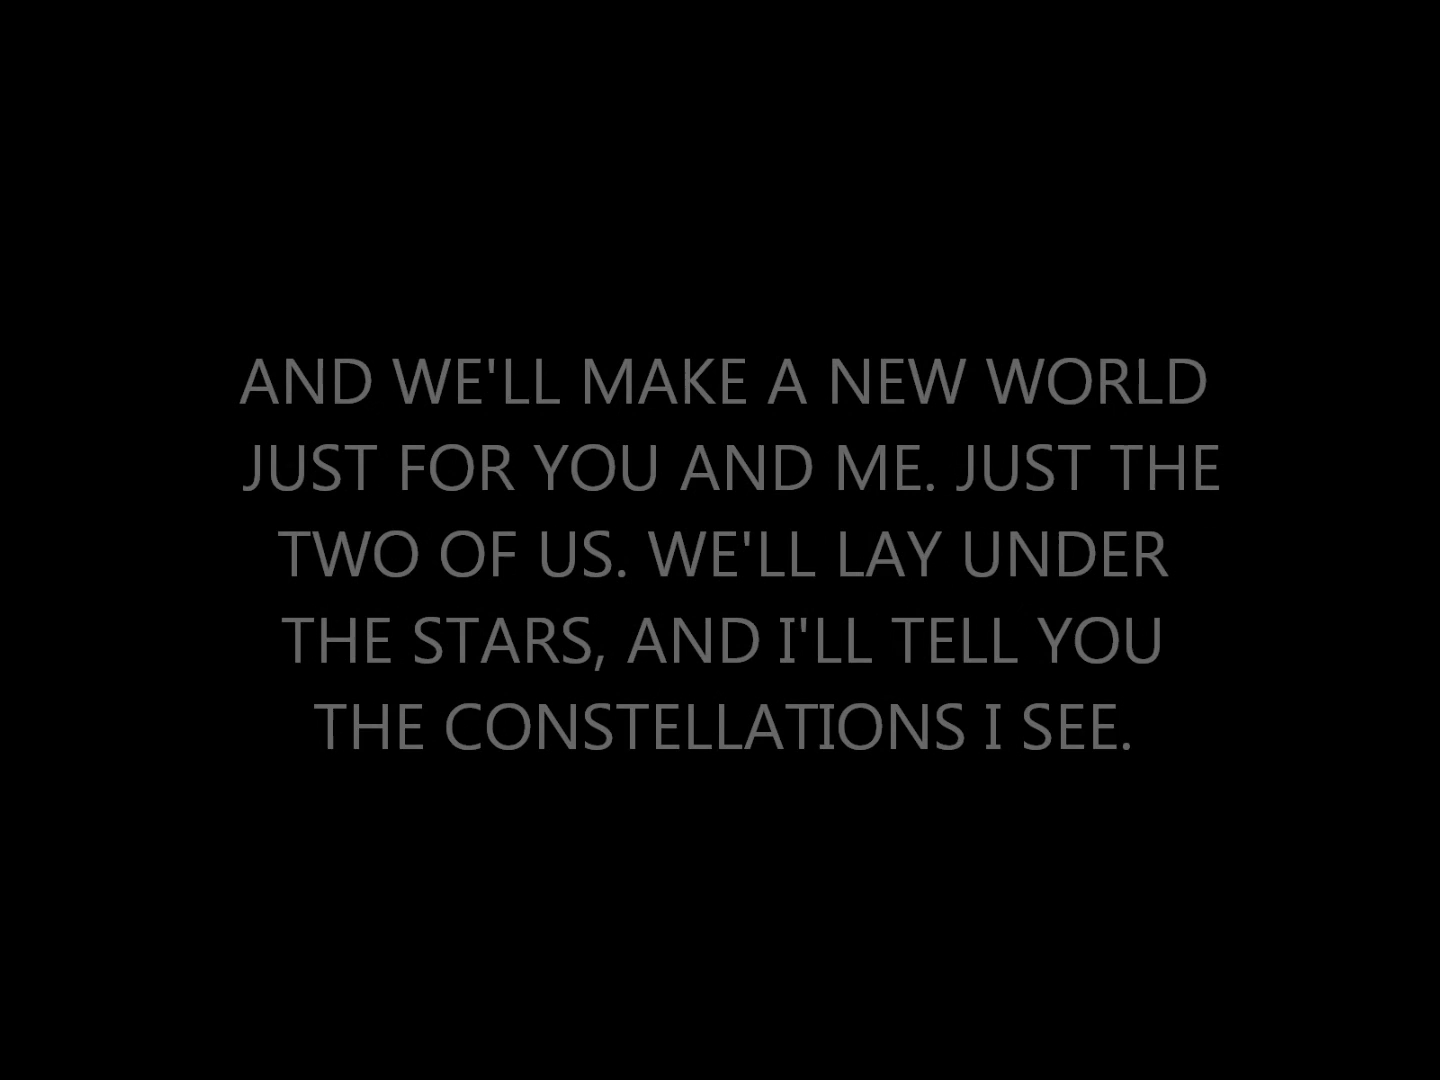 AND WE'LL MAKE A NEW WORLD
JUST FOR YOU AND ME. JUST THE
TWO OF US. WE'LL LAY UNDER
THE STARS, AND I'LL TELL YOU
THE CONSTELLATIONS I SEE.